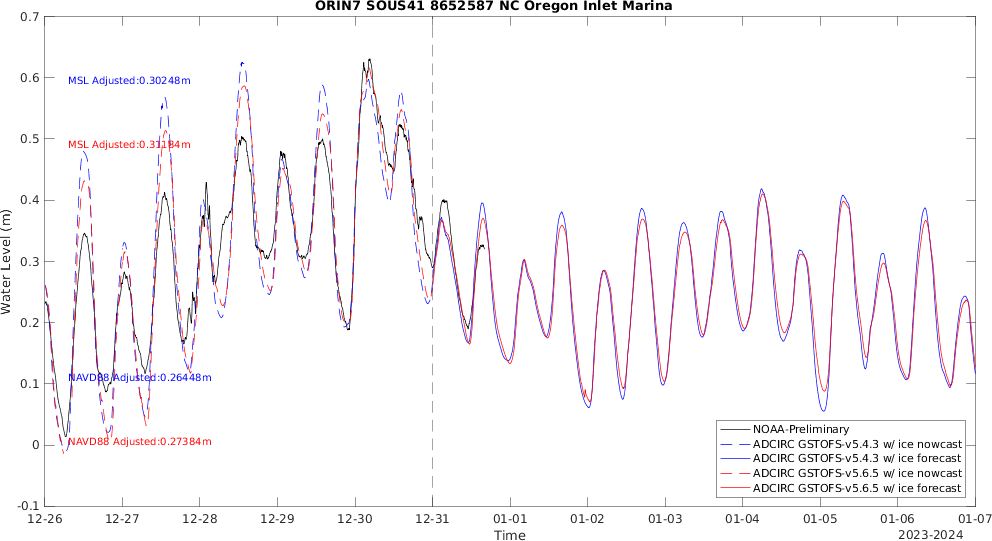 ORIN7 SOUS41 8652587 NC Oregon Inlet Marina
0.7
0.6
0.5
0.4
0.3
0.2
0.1
0
-0.1
Water Level (m)
MSL Adjusted:0.30248m
MSL Adjusted:0.31184m
NAVD88 Adjusted:0.26448m
NAVD88 Adjusted:0.27384m
NOAA-Preliminary
ADCIRC GSTOFS-v5.4.3 w/ ice nowcast
ADCIRC GSTOFS-v5.4.3 w/ ice forecast
ADCIRC GSTOFS-v5.6.5 w/ ice nowcast
ADCIRC GSTOFS-v5.6.5 w/ ice forecast
12-26 12-27 12-28 12-29 12-30 12-31 01-01 01-02 01-03 01-04 01-05 01-06 01-07
Time
2023-2024